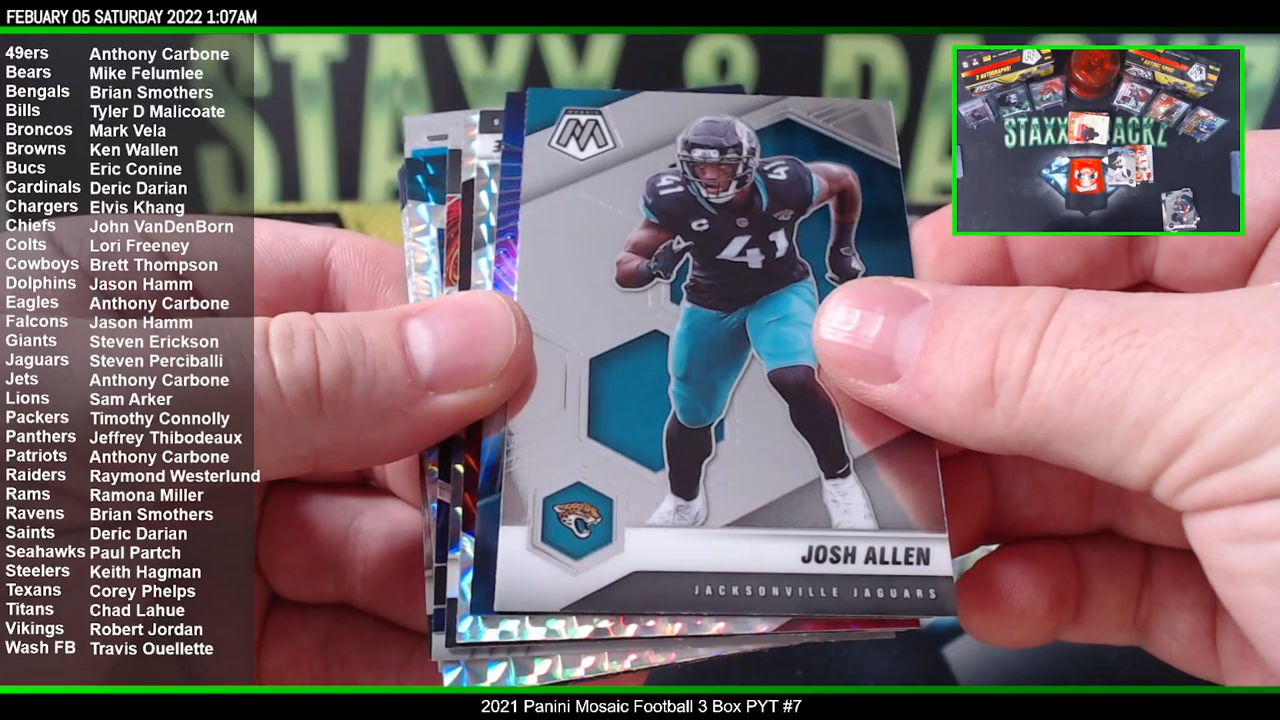 FEBUARY 05 SATURDAY 2022 1:07AM
49ers Anthony Carbone
Bears Mike Felumlee
Bengals Brian Smothers
Bills Tyler D Malicoate
Broncos Mark Vela
Browns Ken Wallen
Bucs Eric Conine
Cardinals Deric Darian
Chargers Elvis Khang
Chiefs John VanDenBorn
Colts Lori Freeney
Cowboys Brett Thompson
Dolphins Jason Hamm
Eagles Anthony Carbone
Falcons Jason Hamm
Giants Steven Erickson
Jaguars Steven Perciballi
Jets Anthony Carbone
Lions Sam Arker
Packers Timothy Connolly
Panthers Jeffrey Thibodeaux
Patriots Anthony Carbone
Raiders Raymond Westerlund
Rams Ramona Miller
Ravens Brian Smothers
Saints Deric Darian
Seahawks Paul Partch
Steelers Keith Hagman
Texans Corey Phelps
Titans Chad Lahue
Vikings Robert Jordan
Wash FB Travis Ouellette
MOSAIC
41
41
C
41
JOSH ALLEN
JACKSONVILLE JAGUARS
2021 Panini Mosaic Football 3 Box PYT #7